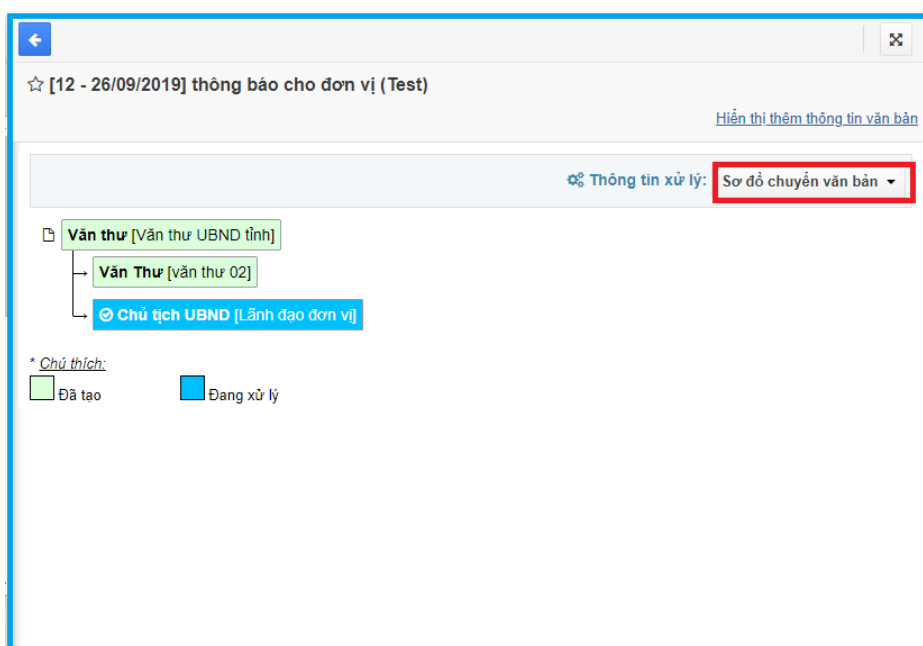 [12 - 26/09/2019] thông báo cho đơn vị (Test)
Hiển thị thêm thông tin văn bản
Thông tin xử lý: Sơ đồ chuyển văn bản
Văn thư [Văn thư UBND tỉnh]
Văn Thư [văn thư 02]
Chủ tịch UBND [Lãnh đạo đơn vị]
* Chú thích:
Đã tạo Đang xử lý